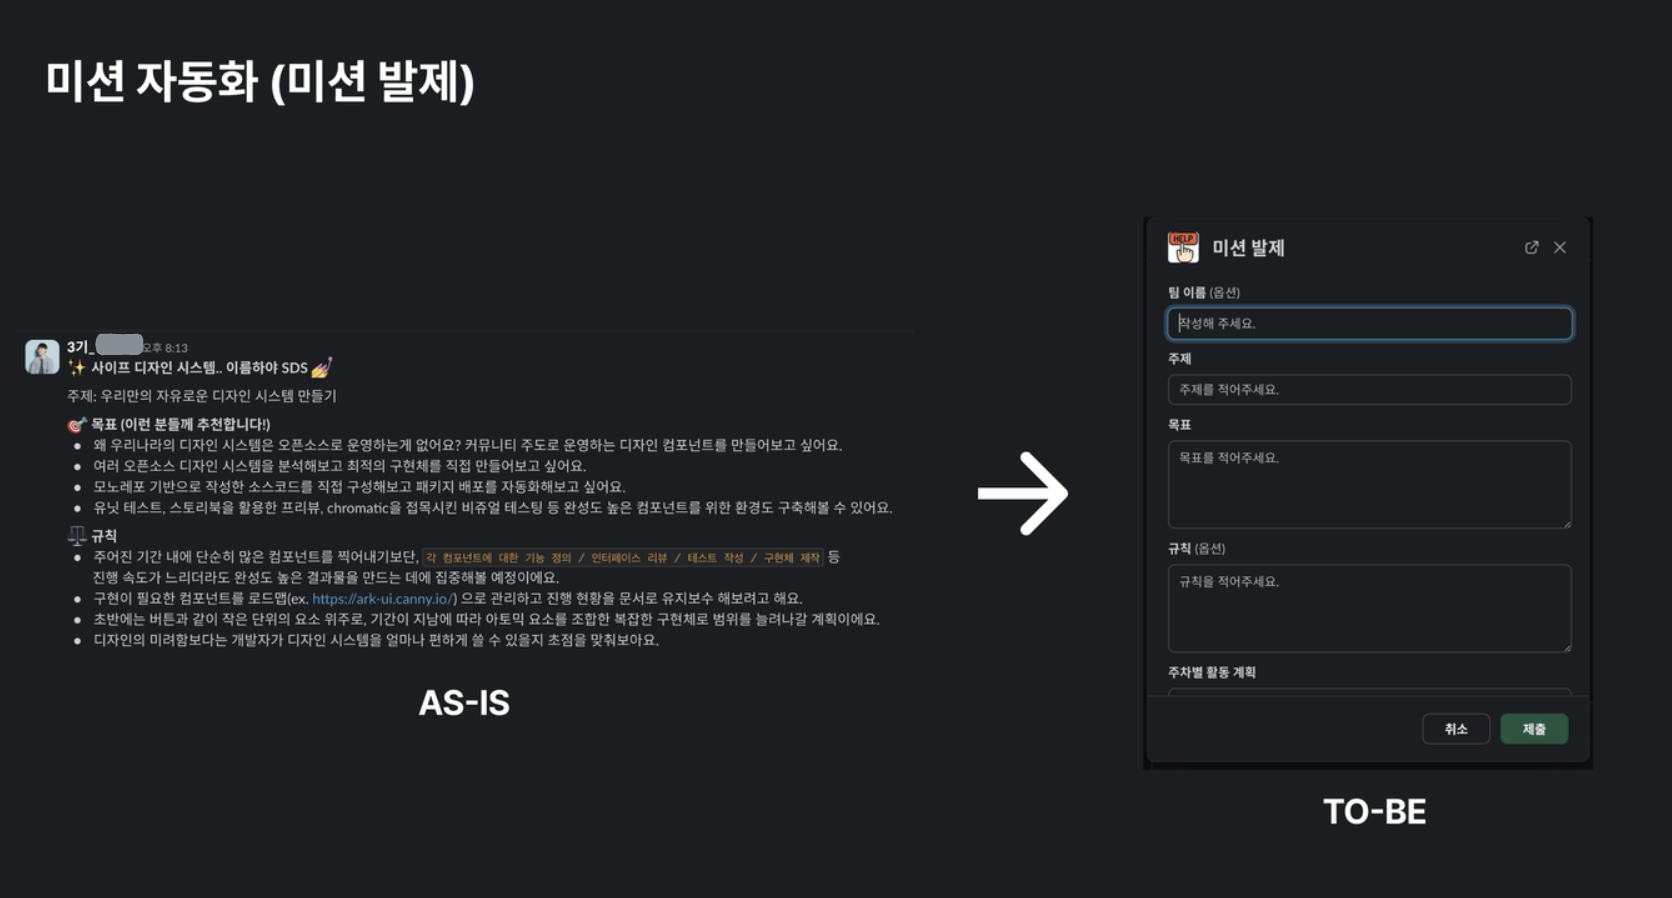 미션 자동화 (미션 발제)
3기_
오후 8:13
✨ 사이프 디자인 시스템.. 이름하야 SDS 💅
주제: 우리만의 자유로운 디자인 시스템 만들기
🎯 목표 (이런 분들께 추천합니다!)
• 왜 우리나라의 디자인 시스템은 오픈소스로 운영하는게 없어요? 커뮤니티 주도로 운영하는 디자인 컴포넌트를 만들어보고 싶어요.
• 여러 오픈소스 디자인 시스템을 분석해보고 최적의 구현체를 직접 만들어보고 싶어요.
• 모노레포 기반으로 작성한 소스코드를 직접 구성해보고 패키지 배포를 자동화해보고 싶어요.
• 유닛 테스트, 스토리북을 활용한 프리뷰, chromatic을 접목시킨 비쥬얼 테스팅 등 완성도 높은 컴포넌트를 위한 환경도 구축해볼 수 있어요.
⚖️ 규칙
• 주어진 기간 내에 단순히 많은 컴포넌트를 찍어내기보단, 각 컴포넌트에 대한 기능 정의 / 인터페이스 리뷰 / 테스트 작성 / 구현체 제작 등
진행 속도가 느리더라도 완성도 높은 결과물을 만드는 데에 집중해볼 예정이에요.
• 구현이 필요한 컴포넌트를 로드맵(ex. https://ark-ui.canny.io/) 으로 관리하고 진행 현황을 문서로 유지보수 해보려고 해요.
• 초반에는 버튼과 같이 작은 단위의 요소 위주로, 기간이 지남에 따라 아토믹 요소를 조합한 복잡한 구현체로 범위를 늘려나갈 계획이에요.
• 디자인의 미려함보다는 개발자가 디자인 시스템을 얼마나 편하게 쓸 수 있을지 초점을 맞춰보아요.
AS-IS
HELP
미션 발제
팀 이름 (옵션)
작성해 주세요.
주제
주제를 적어주세요.
목표
목표를 적어주세요.
규칙 (옵션)
규칙을 적어주세요.
주차별 활동 계획
취소
제출
TO-BE